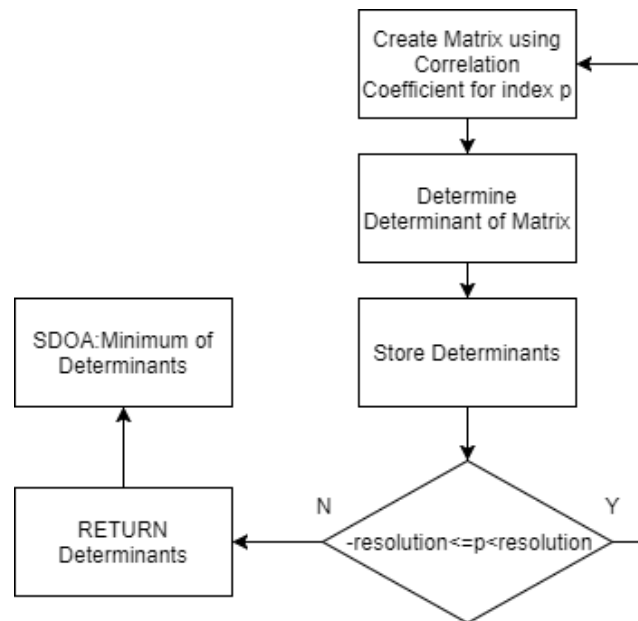 Create Matrix using
Correlation
Coefficient for index p
Determine
Determinant of Matrix
Store Determinants
SDOA:Minimum of
Determinants
N
Y
-resolution<=p<resolution
RETURN
Determinants